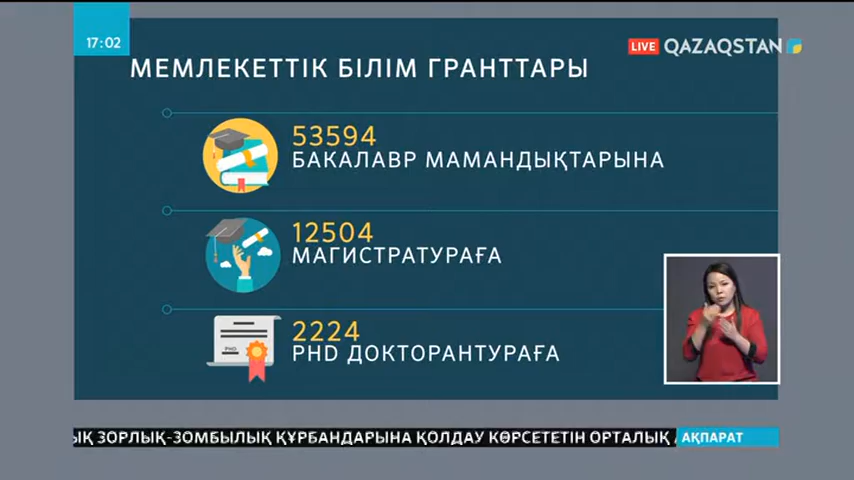 17:02
LIVE QAZAQSTAN
МЕМЛЕКЕТТІК БІЛІМ ГРАНТТАРЫ
53594
БАКАЛАВР МАМАНДЫҚТАРЫНА
12504
МАГИСТРАТУРАҒА
PHD
2224
PHD ДОКТОРАНТУРАҒА
ЗОРЛЫҚ-ЗОМБЫЛЫҚ ҚҰРБАНДАРЫНА ҚОЛДАУ КӨРСЕТЕТІН ОРТАЛЫҚ
АҚПАРАТ